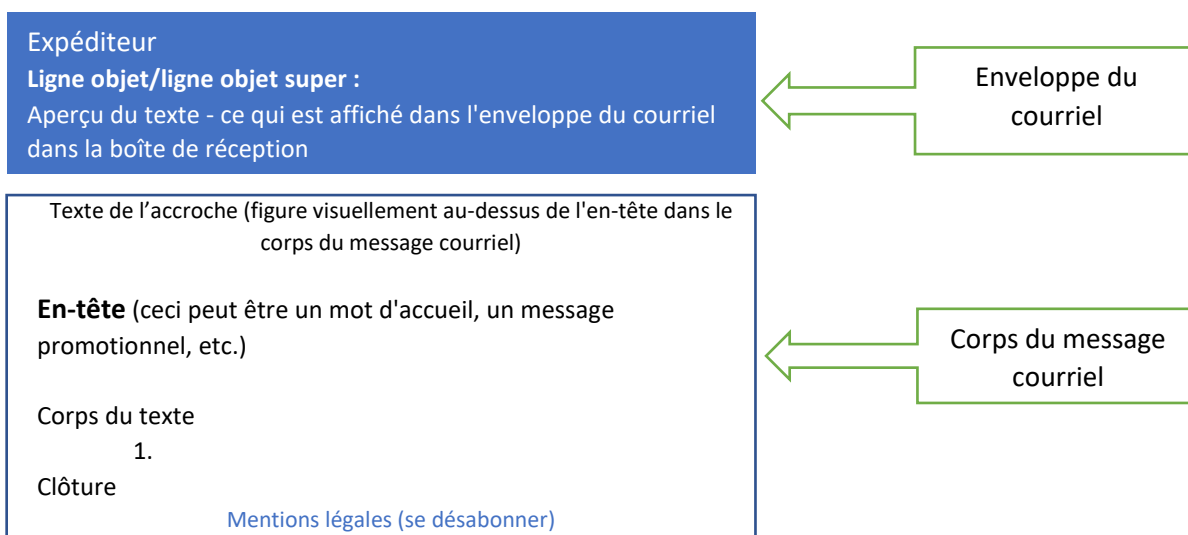 Expéditeur
Ligne objet/ligne objet super :
Aperçu du texte - ce qui est affiché dans l'enveloppe du courriel
dans la boîte de réception
Enveloppe du
courriel
Texte de l’accroche (figure visuellement au-dessus de l'en-tête dans le
corps du message courriel)
En-tête (ceci peut être un mot d'accueil, un message
promotionnel, etc.)
Corps du message
courriel
Corps du texte
1.
Clôture
Mentions légales (se désabonner)